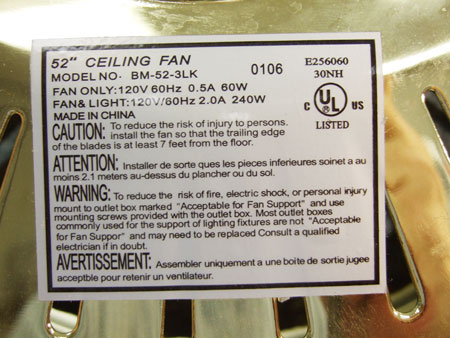 52" CEILING FAN
MODEL NO· BM-52-3LK
0106
E256060
30NH
FAN ONLY:120V 60Hz 0.5A 60W
FAN& LIGHT:120V/60Hz 2.0A 240W
MADE IN CHINA
C UL US
LISTED
CAUTION: To reduce the risk of injury to persons.
install the fan so that the trailing edge
of the blades is at least 7 feet from the floor.
ATTENTION: Installer de sorte ques les pieces inferieures soinet a au
moins 2.1 meters au-dessus du plancher ou du sol.
WARNING: To reduce the risk of fire, electric shock, or personal injury
mount to outlet box marked "Acceptable for Fan Support" and use
mounting screws provided with the outlet box. Most outlet boxes
commonly used for the support of lighting fixtures are not "Acceptable
for Fan Support" and may need to be replaced Consult a qualified
electrician if in doubt.
AVERTISSEMENT: Assembler uniquement a une boite de sortie jugee
acceptble pour retenir un ventilateur.